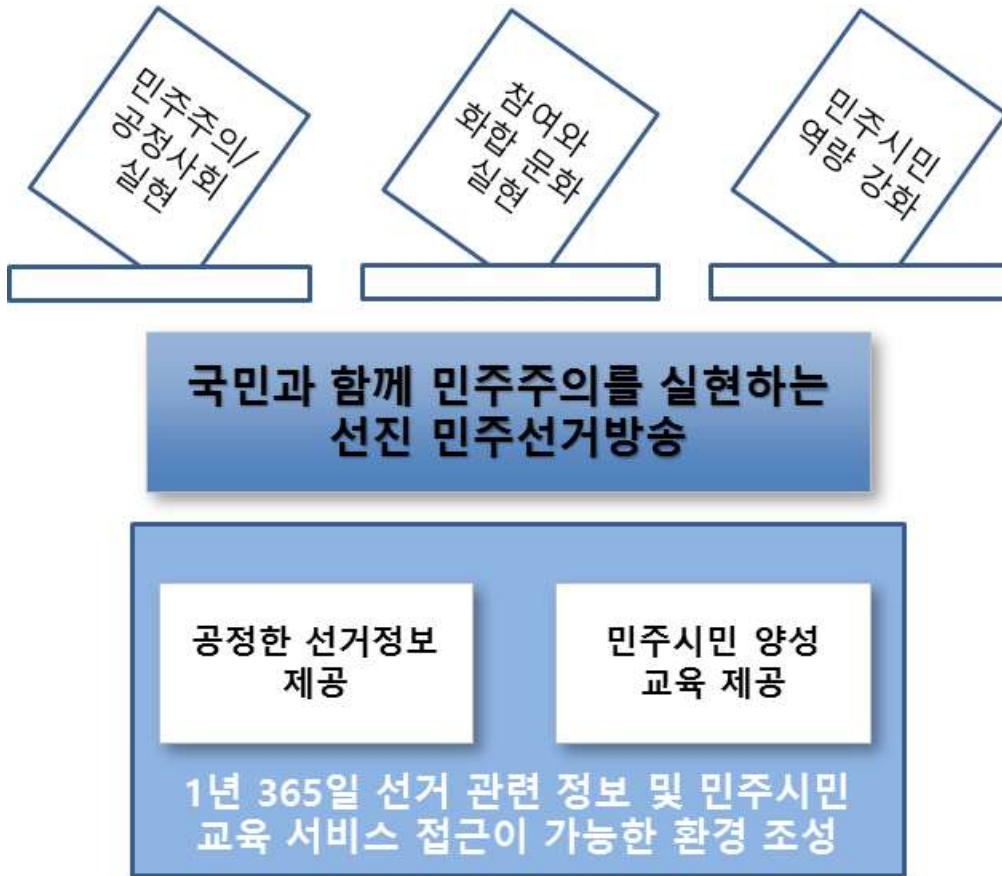 민주주의/
공정사회
실현
참여와
화합 문화
실현
민주시민
역량 강화
국민과 함께 민주주의를 실현하는
선진 민주선거방송
공정한 선거정보
제공
민주시민 양성
교육 제공
1년 365일 선거 관련 정보 및 민주시민
교육 서비스 접근이 가능한 환경 조성